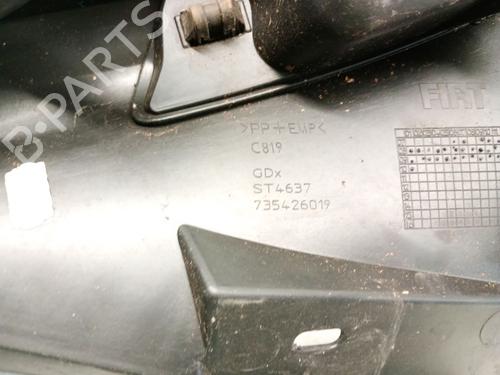 B-PARTS
FIAT
>PP+EMP<
C819
GDx
ST4637
735426019